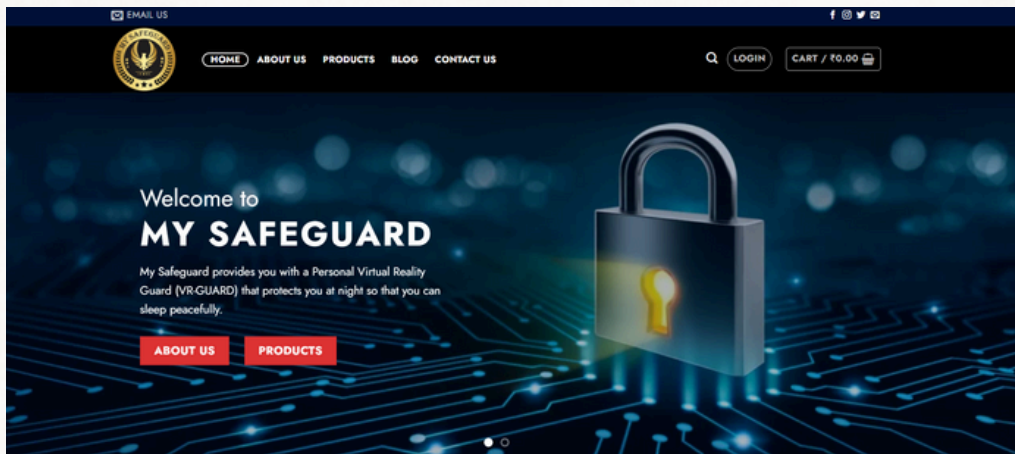 EMAIL US
MY SAFEGUARD
HOME
ABOUT US
PRODUCTS
BLOG
CONTACT US
LOGIN
CART / ₹0.00
Welcome to
MY SAFEGUARD
My Safeguard provides you with a Personal Virtual Reality
Guard (VR-GUARD) that protects you at night so that you can
sleep peacefully.
ABOUT US
PRODUCTS